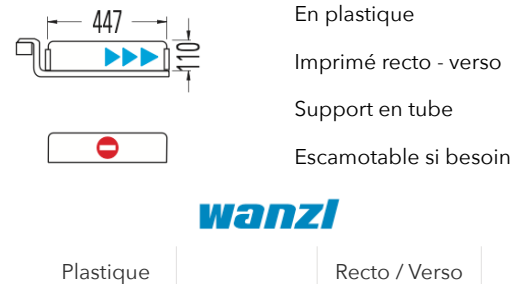 447
110
En plastique
Imprimé recto - verso
Support en tube
Escamotable si besoin
wanzl
Plastique
Recto / Verso